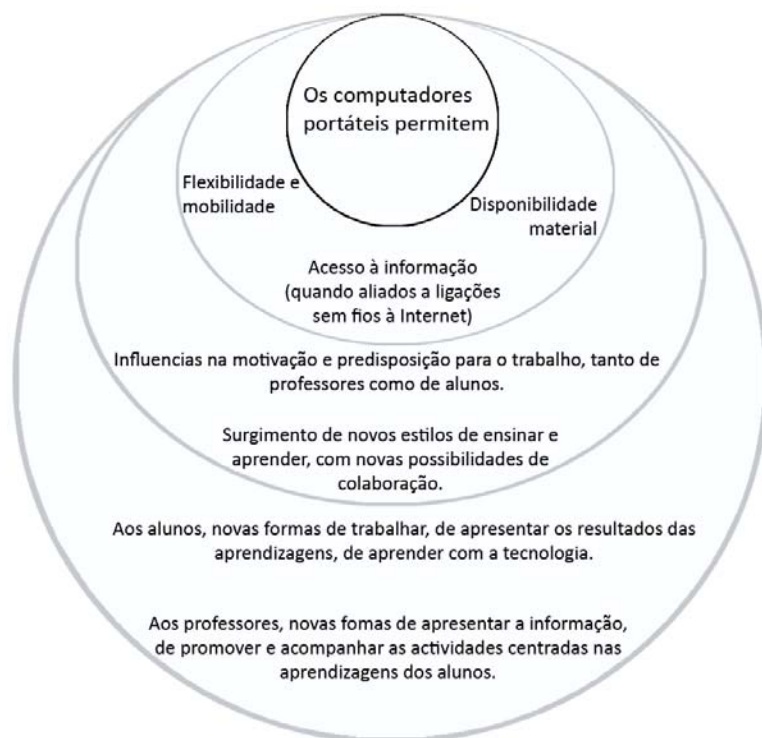 Os computadores
portáteis permitem
Flexibilidade e
mobilidade
Disponibilidade
material
Acesso à informação
(quando aliados a ligações
sem fios à Internet)
Influencias na motivação e predisposição para o trabalho, tanto de
professores como de alunos.
Surgimento de novos estilos de ensinar e
aprender, com novas possibilidades de
colaboração.
Aos alunos, novas formas de trabalhar, de apresentar os resultados das
aprendizagens, de aprender com a tecnologia.
Aos professores, novas fomas de apresentar a informação,
de promover e acompanhar as actividades centradas nas
aprendizagens dos alunos.